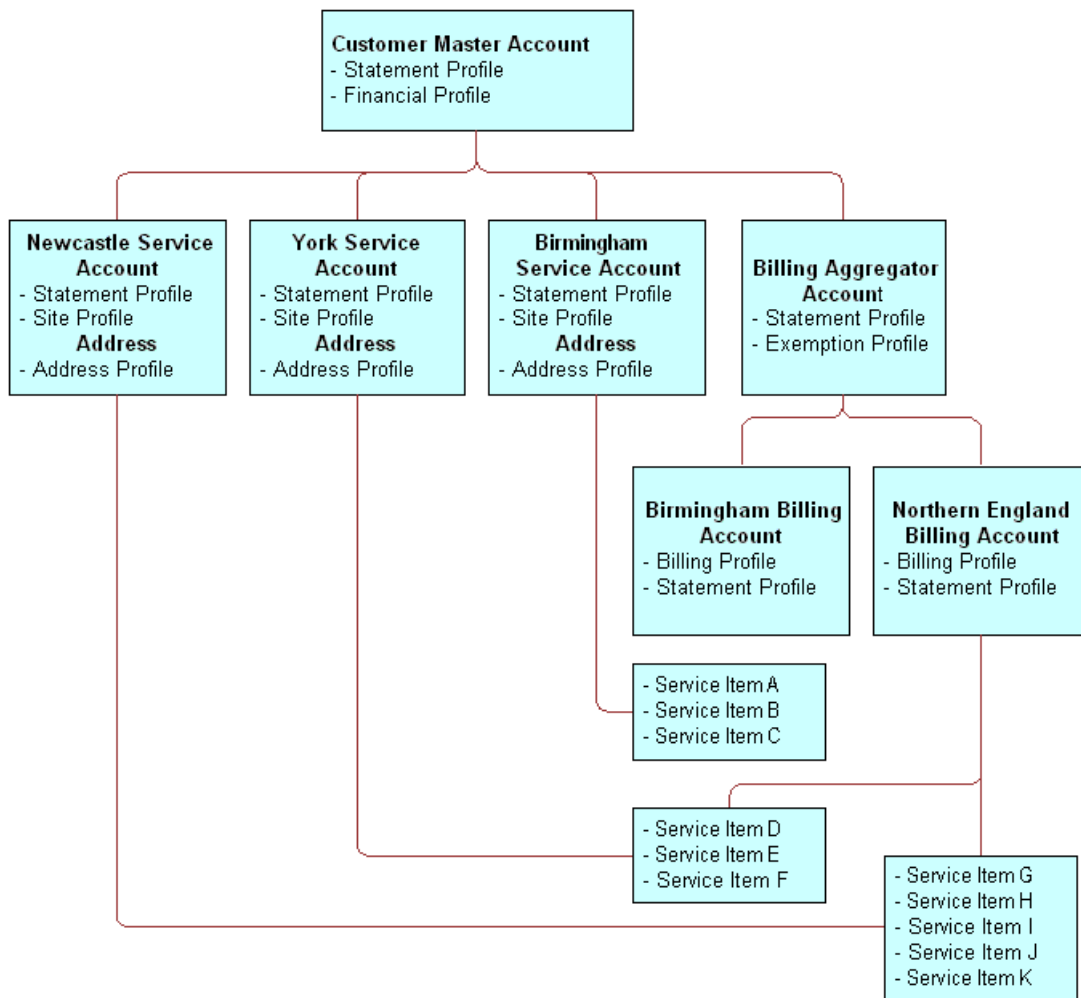 Customer Master Account
- Statement Profile
- Financial Profile
Newcastle Service
Account
- Statement Profile
- Site Profile
Address
- Address Profile
York Service
Account
- Statement Profile
- Site Profile
Address
- Address Profile
Birmingham
Service Account
- Statement Profile
- Site Profile
Address
- Address Profile
Billing Aggregator
Account
- Statement Profile
- Exemption Profile
Birmingham Billing
Account
- Billing Profile
- Statement Profile
Northern England
Billing Account
- Billing Profile
- Statement Profile
- Service Item A
- Service Item B
- Service Item C
- Service Item D
- Service Item E
- Service Item F
- Service Item G
- Service Item H
- Service Item I
- Service Item J
- Service Item K